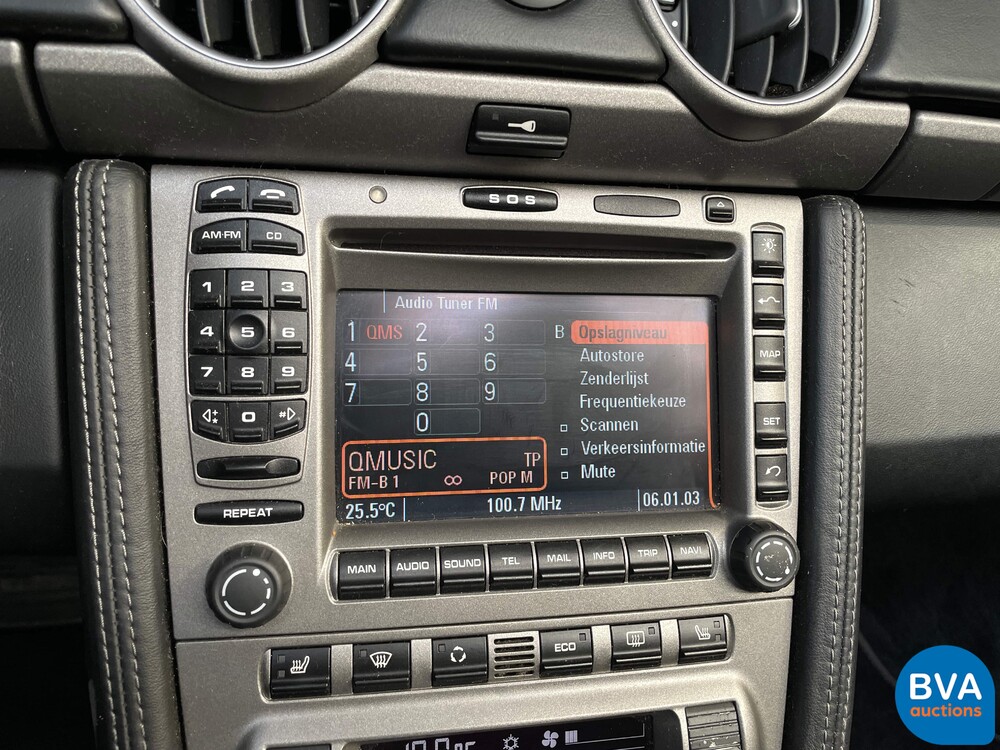 SOS
AM·FM CD
1 2 3
4 5 6
7 8 9
* 0 #
REPEAT
Audio Tuner FM
1 QMS 2 3
4 5 6
7 8 9
0
B Opslagniveau
Autostore
Zenderlijst
Frequentiekeuze
Scannen
Verkeersinformatie
Mute
QMUSIC TP
FM-B 1 ∞ POP M
25.5°C 100.7 MHz 06.01.03
MAP
SET
MAIN AUDIO SOUND TEL MAIL INFO TRIP NAVI
ECO
BVA
auctions